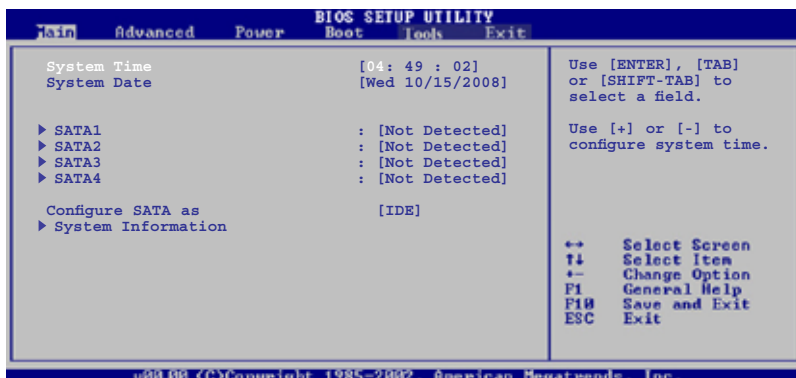 BIOS SETUP UTILITY
Main Advanced Power Boot Tools Exit
System Time [04: 49 : 02]
System Date [Wed 10/15/2008]
SATA1 : [Not Detected]
SATA2 : [Not Detected]
SATA3 : [Not Detected]
SATA4 : [Not Detected]
Configure SATA as [IDE]
System Information
Use [ENTER], [TAB]
or [SHIFT-TAB] to
select a field.
Use [+] or [-] to
configure system time.
↔ Select Screen
↑↓ Select Item
+- Change Option
F1 General Help
F10 Save and Exit
ESC Exit
v00.00 (C)Copyright 1985-2002, American Megatrends, Inc.